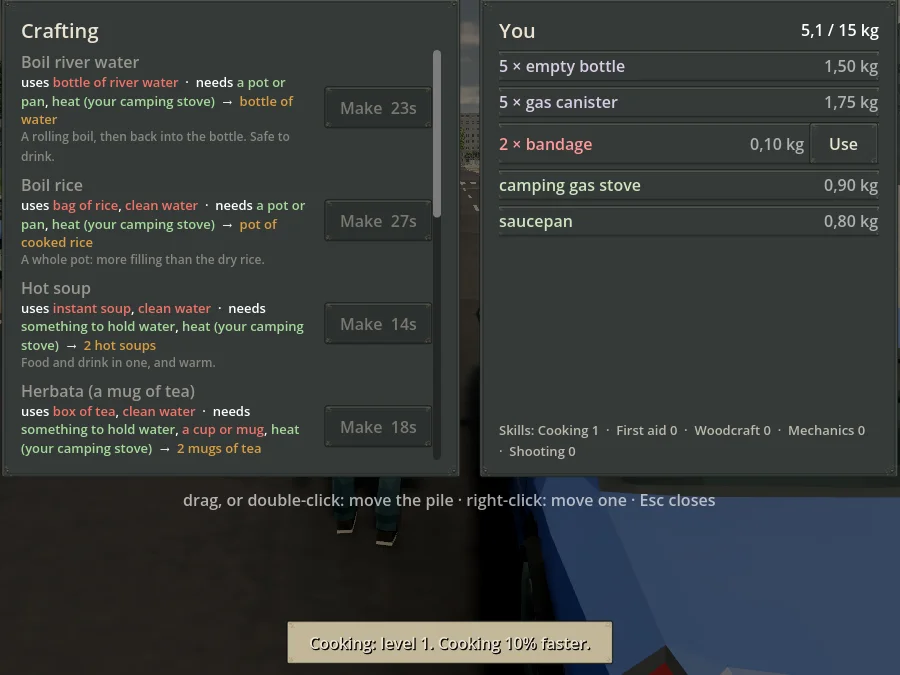 Crafting
Boil river water
uses bottle of river water · needs a pot or
pan, heat (your camping stove) → bottle of
water
A rolling boil, then back into the bottle. Safe to
drink.
Make 23s
Boil rice
uses bag of rice, clean water · needs a pot or
pan, heat (your camping stove) → pot of
cooked rice
A whole pot: more filling than the dry rice.
Make 27s
Hot soup
uses instant soup, clean water · needs
something to hold water, heat (your camping
stove) → 2 hot soups
Food and drink in one, and warm.
Make 14s
Herbata (a mug of tea)
uses box of tea, clean water · needs
something to hold water, a cup or mug, heat
(your camping stove) → 2 mugs of tea
Make 18s
You 5,1 / 15 kg
5 × empty bottle 1,50 kg
5 × gas canister 1,75 kg
2 × bandage 0,10 kg Use
camping gas stove 0,90 kg
saucepan 0,80 kg
Skills: Cooking 1 · First aid 0 · Woodcraft 0 · Mechanics 0
· Shooting 0
drag, or double-click: move the pile · right-click: move one · Esc closes
Cooking: level 1. Cooking 10% faster.